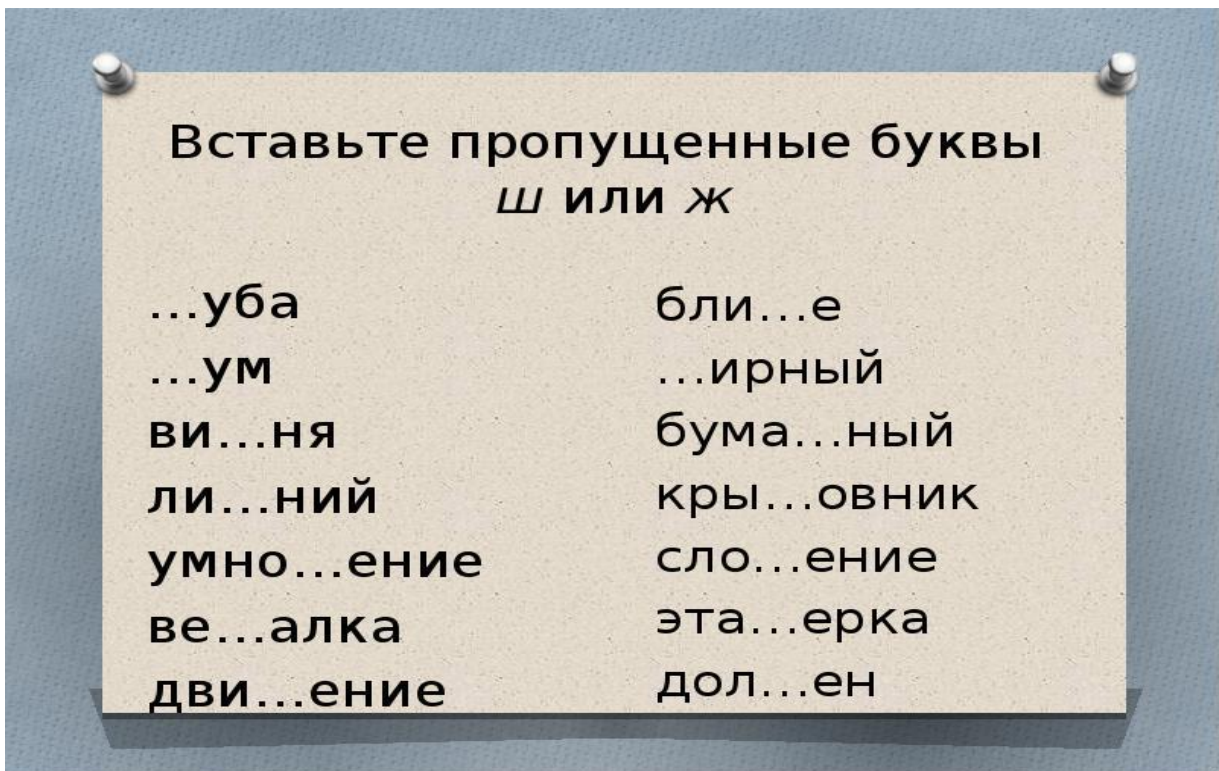 Вставьте пропущенные буквы
ш или ж
…уба
…ум
ви…ня
ли…ний
умно…ение
ве…алка
дви…ение
бли…е
…ирный
бума…ный
кры…овник
сло…ение
эта…ерка
дол…ен